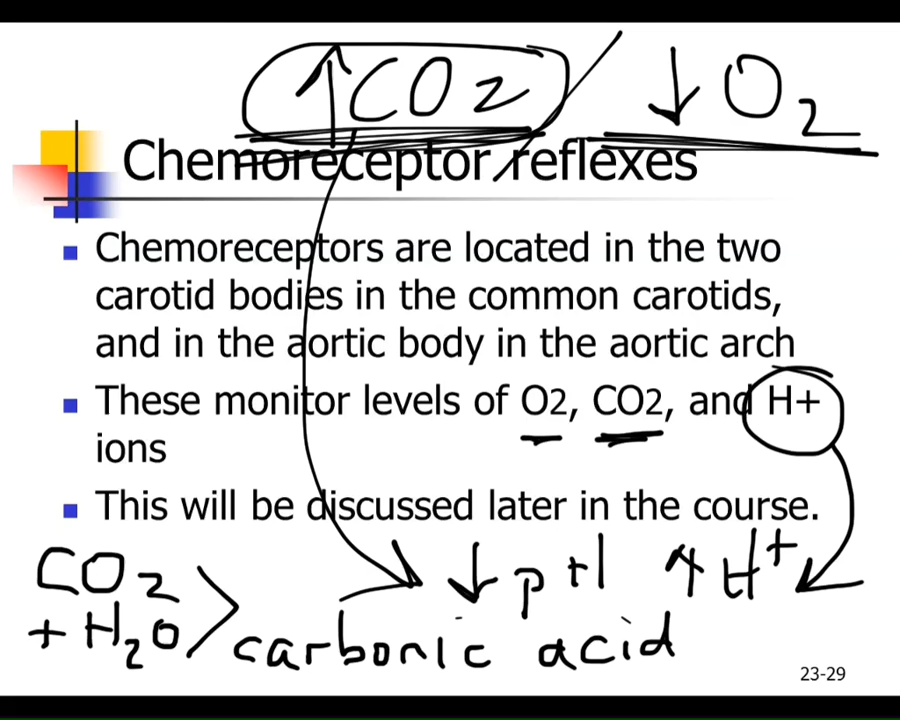 ↑CO2 / ↓O2
Chemoreceptor reflexes
Chemoreceptors are located in the two
carotid bodies in the common carotids,
and in the aortic body in the aortic arch
These monitor levels of O2, CO2, and H+
ions
This will be discussed later in the course.
CO2 ↓pH ↑H+
+ H2O > carbonic acid
23-29